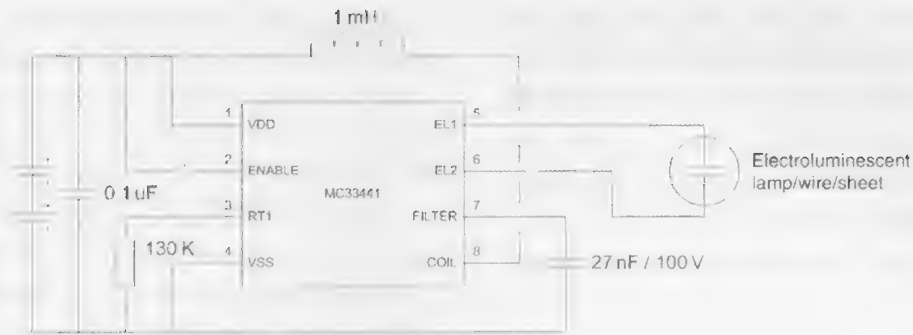 1 mH
1 VDD
EL1 5
2 ENABLE
EL2 6
MC33441
3 RT1
FILTER 7
4 VSS
COIL 8
0.1uF
130 K
27 nF / 100 V
Electroluminescent
lamp/wire/sheet